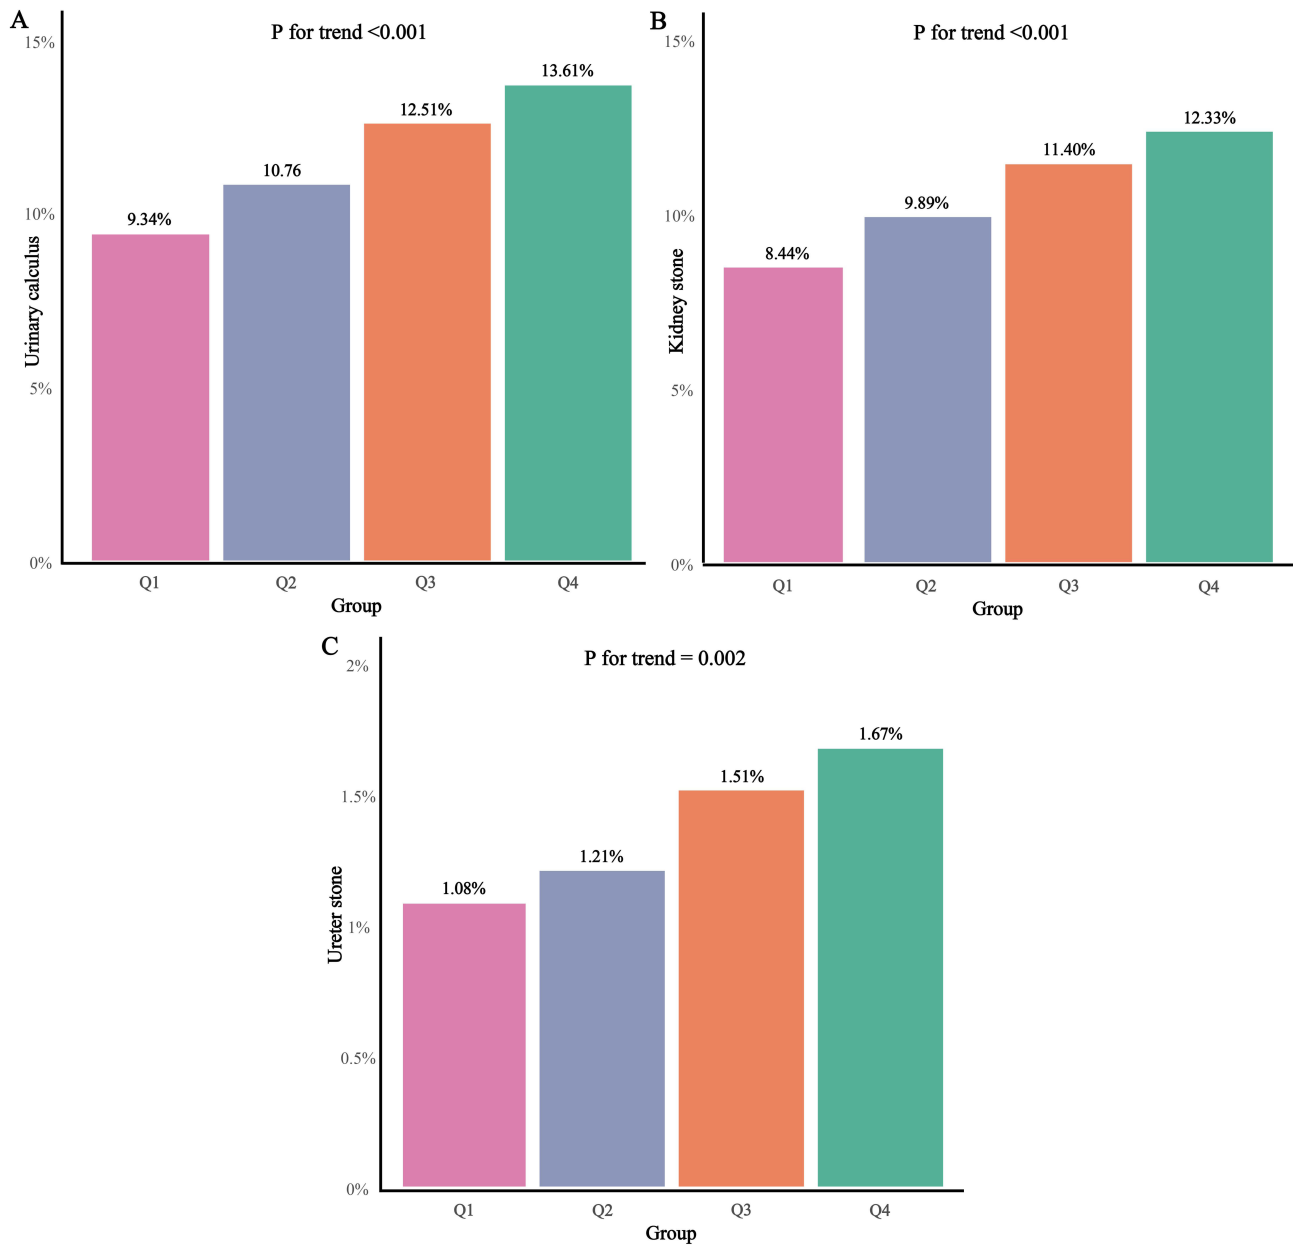 A
P for trend <0.001
15%
10%
5%
0%
Urinary calculus
9.34%
10.76
12.51%
13.61%
Q1
Q2
Q3
Q4
Group
B
P for trend <0.001
15%
10%
5%
0%
Kidney stone
8.44%
9.89%
11.40%
12.33%
Q1
Q2
Q3
Q4
Group
C
P for trend = 0.002
2%
1.5%
1%
0.5%
0%
Ureter stone
1.08%
1.21%
1.51%
1.67%
Q1
Q2
Q3
Q4
Group